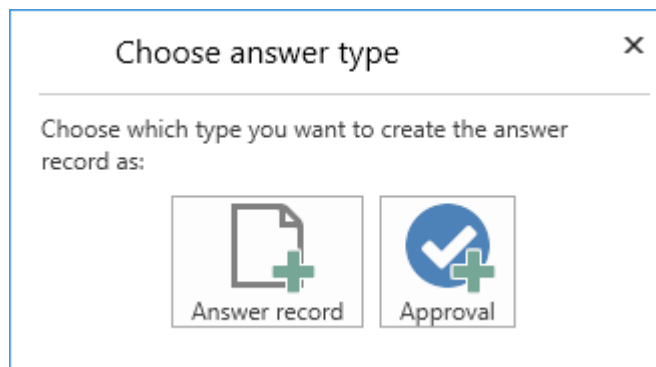 Choose answer type
Choose which type you want to create the answer
record as:
Answer record
Approval